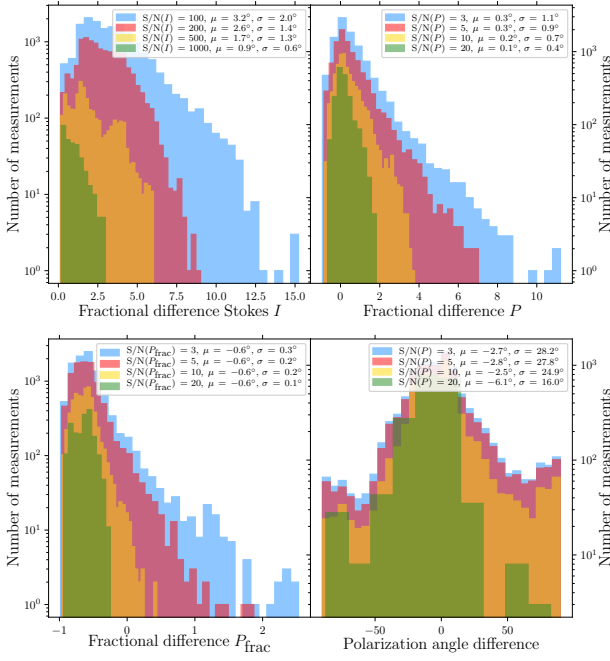 S/N(I) = 100, μ = 3.2°, σ = 2.0°
S/N(I) = 200, μ = 2.6°, σ = 1.4°
S/N(I) = 500, μ = 1.7°, σ = 1.3°
S/N(I) = 1000, μ = 0.9°, σ = 0.6°
Number of measurements
10³
10²
10¹
10⁰
0.0 2.5 5.0 7.5 10.0 12.5 15.0
Fractional difference Stokes I
S/N(P) = 3, μ = 0.3°, σ = 1.1°
S/N(P) = 5, μ = 0.3°, σ = 0.9°
S/N(P) = 10, μ = 0.2°, σ = 0.7°
S/N(P) = 20, μ = 0.1°, σ = 0.4°
10³
10²
10¹
10⁰
Number of measurements
0 2 4 6 8 10
Fractional difference P
S/N(P_frac) = 3, μ = −0.6°, σ = 0.3°
S/N(P_frac) = 5, μ = −0.6°, σ = 0.2°
S/N(P_frac) = 10, μ = −0.6°, σ = 0.2°
S/N(P_frac) = 20, μ = −0.6°, σ = 0.1°
Number of measurements
10³
10²
10¹
10⁰
−1 0 1 2
Fractional difference P_frac
S/N(P) = 3, μ = −2.7°, σ = 28.2°
S/N(P) = 5, μ = −2.8°, σ = 27.8°
S/N(P) = 10, μ = −2.5°, σ = 24.9°
S/N(P) = 20, μ = −6.1°, σ = 16.0°
10³
10²
10¹
Number of measurements
−50 0 50
Polarization angle difference